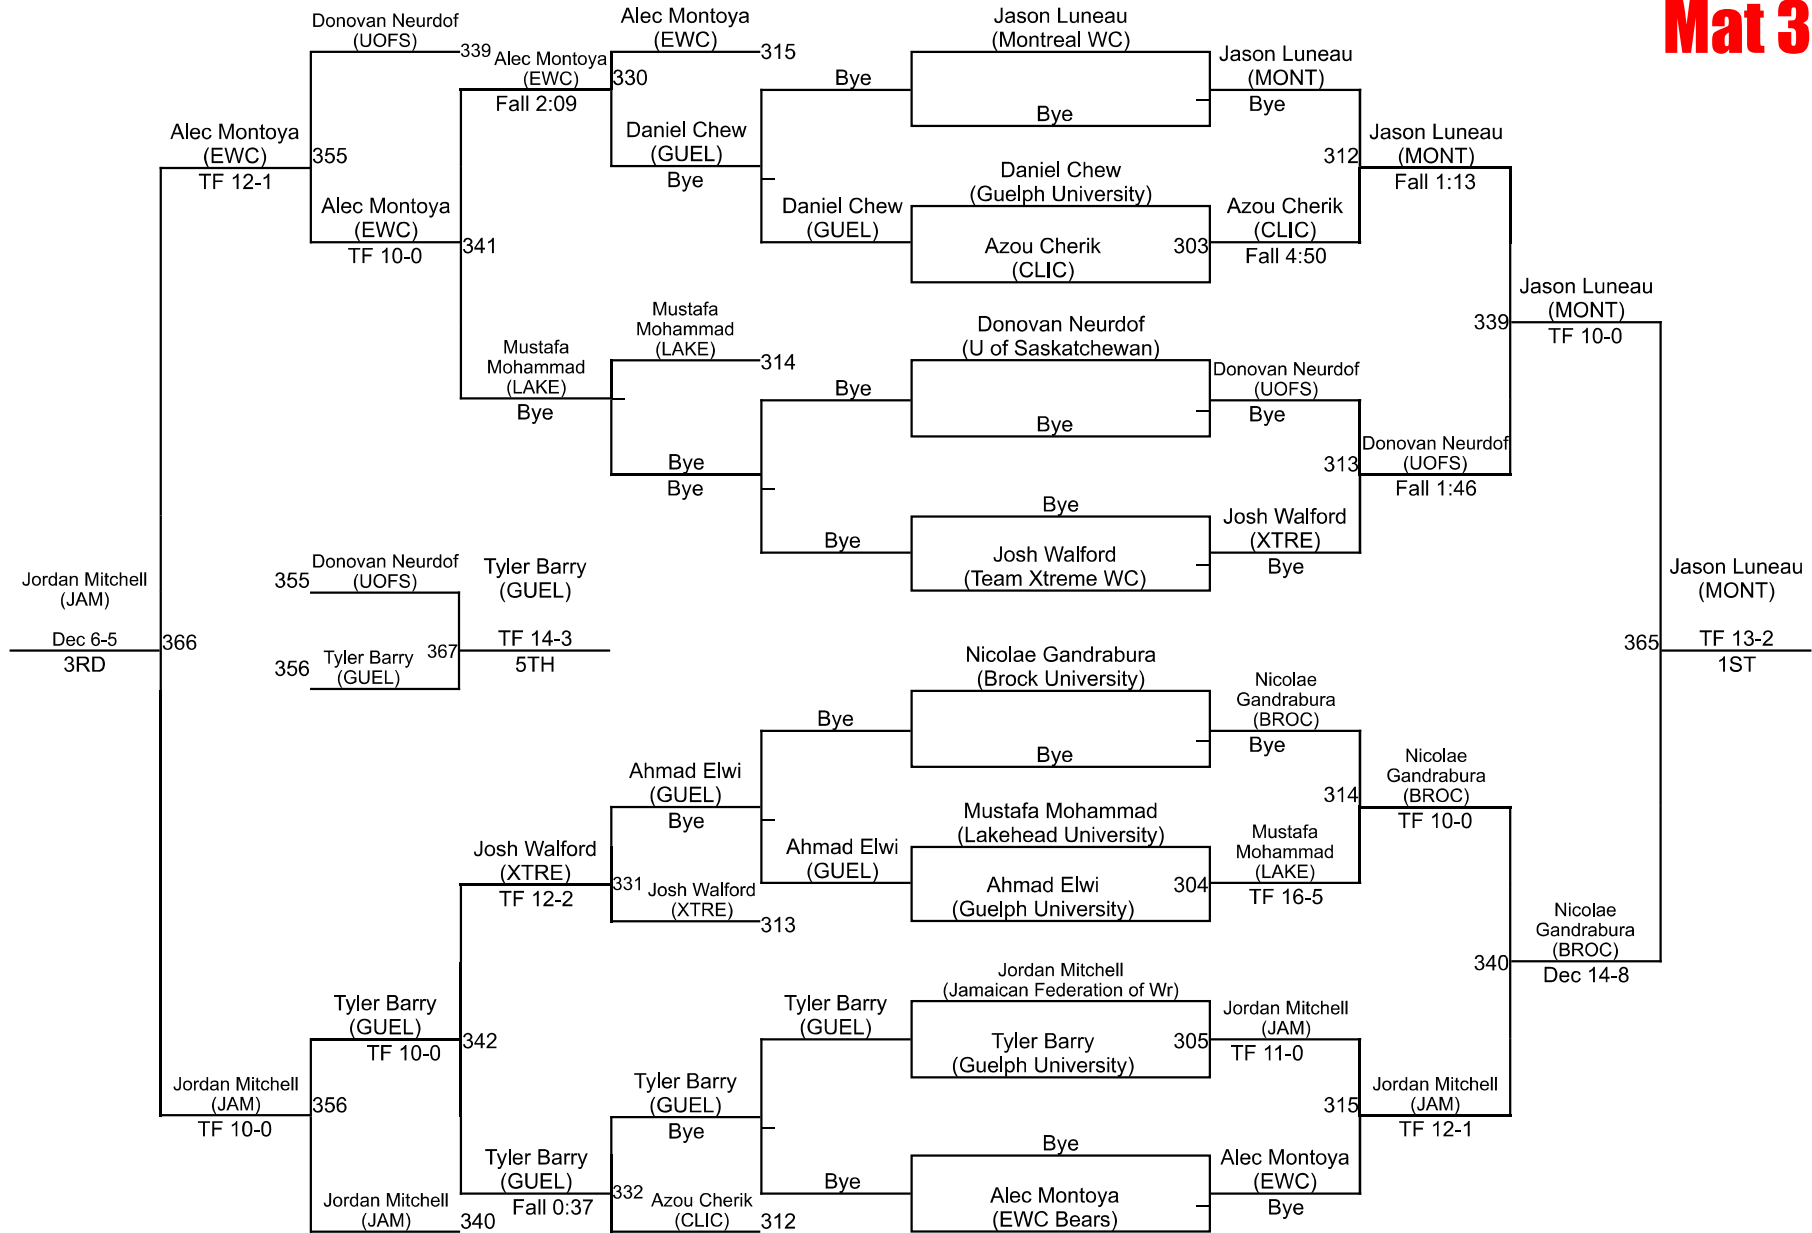 Mat 3
Donovan Neurdof
(UOFS)
339
Alec Montoya
(EWC)
Fall 2:09
330
Alec Montoya
(EWC)
315
Jason Luneau
(Montreal WC)
Bye
Bye
Jason Luneau
(MONT)
Bye
Alec Montoya
(EWC)
TF 12-1
355
Daniel Chew
(GUEL)
Bye
312
Jason Luneau
(MONT)
Fall 1:13
Alec Montoya
(EWC)
TF 10-0
341
Daniel Chew
(GUEL)
Daniel Chew
(Guelph University)
Azou Cherik
(CLIC)
303
Azou Cherik
(CLIC)
Fall 4:50
Mustafa
Mohammad
(LAKE)
Bye
Mustafa
Mohammad
(LAKE)
314
Donovan Neurdof
(U of Saskatchewan)
Bye
Bye
Donovan Neurdof
(UOFS)
Bye
339
Jason Luneau
(MONT)
TF 10-0
Bye
Bye
313
Donovan Neurdof
(UOFS)
Fall 1:46
Bye
Bye
Josh Walford
(Team Xtreme WC)
Josh Walford
(XTRE)
Bye
Jordan Mitchell
(JAM)
Dec 6-5
3RD
366
355
Donovan Neurdof
(UOFS)
356
Tyler Barry
(GUEL)
367
Tyler Barry
(GUEL)
TF 14-3
5TH
365
Jason Luneau
(MONT)
TF 13-2
1ST
Nicolae Gandrabura
(Brock University)
Bye
Bye
Nicolae
Gandrabura
(BROC)
Bye
Ahmad Elwi
(GUEL)
Bye
314
Nicolae
Gandrabura
(BROC)
TF 10-0
Josh Walford
(XTRE)
TF 12-2
331
Josh Walford
(XTRE)
313
Ahmad Elwi
(GUEL)
Mustafa Mohammad
(Lakehead University)
Ahmad Elwi
(Guelph University)
304
Mustafa
Mohammad
(LAKE)
TF 16-5
340
Nicolae
Gandrabura
(BROC)
Dec 14-8
Tyler Barry
(GUEL)
TF 10-0
342
Tyler Barry
(GUEL)
Jordan Mitchell
(Jamaican Federation of Wr)
Tyler Barry
(Guelph University)
305
Jordan Mitchell
(JAM)
TF 11-0
Jordan Mitchell
(JAM)
TF 10-0
356
Tyler Barry
(GUEL)
Bye
315
Jordan Mitchell
(JAM)
TF 12-1
Jordan Mitchell
(JAM)
340
Tyler Barry
(GUEL)
Fall 0:37
332
Azou Cherik
(CLIC)
312
Bye
Bye
Alec Montoya
(EWC Bears)
Alec Montoya
(EWC)
Bye